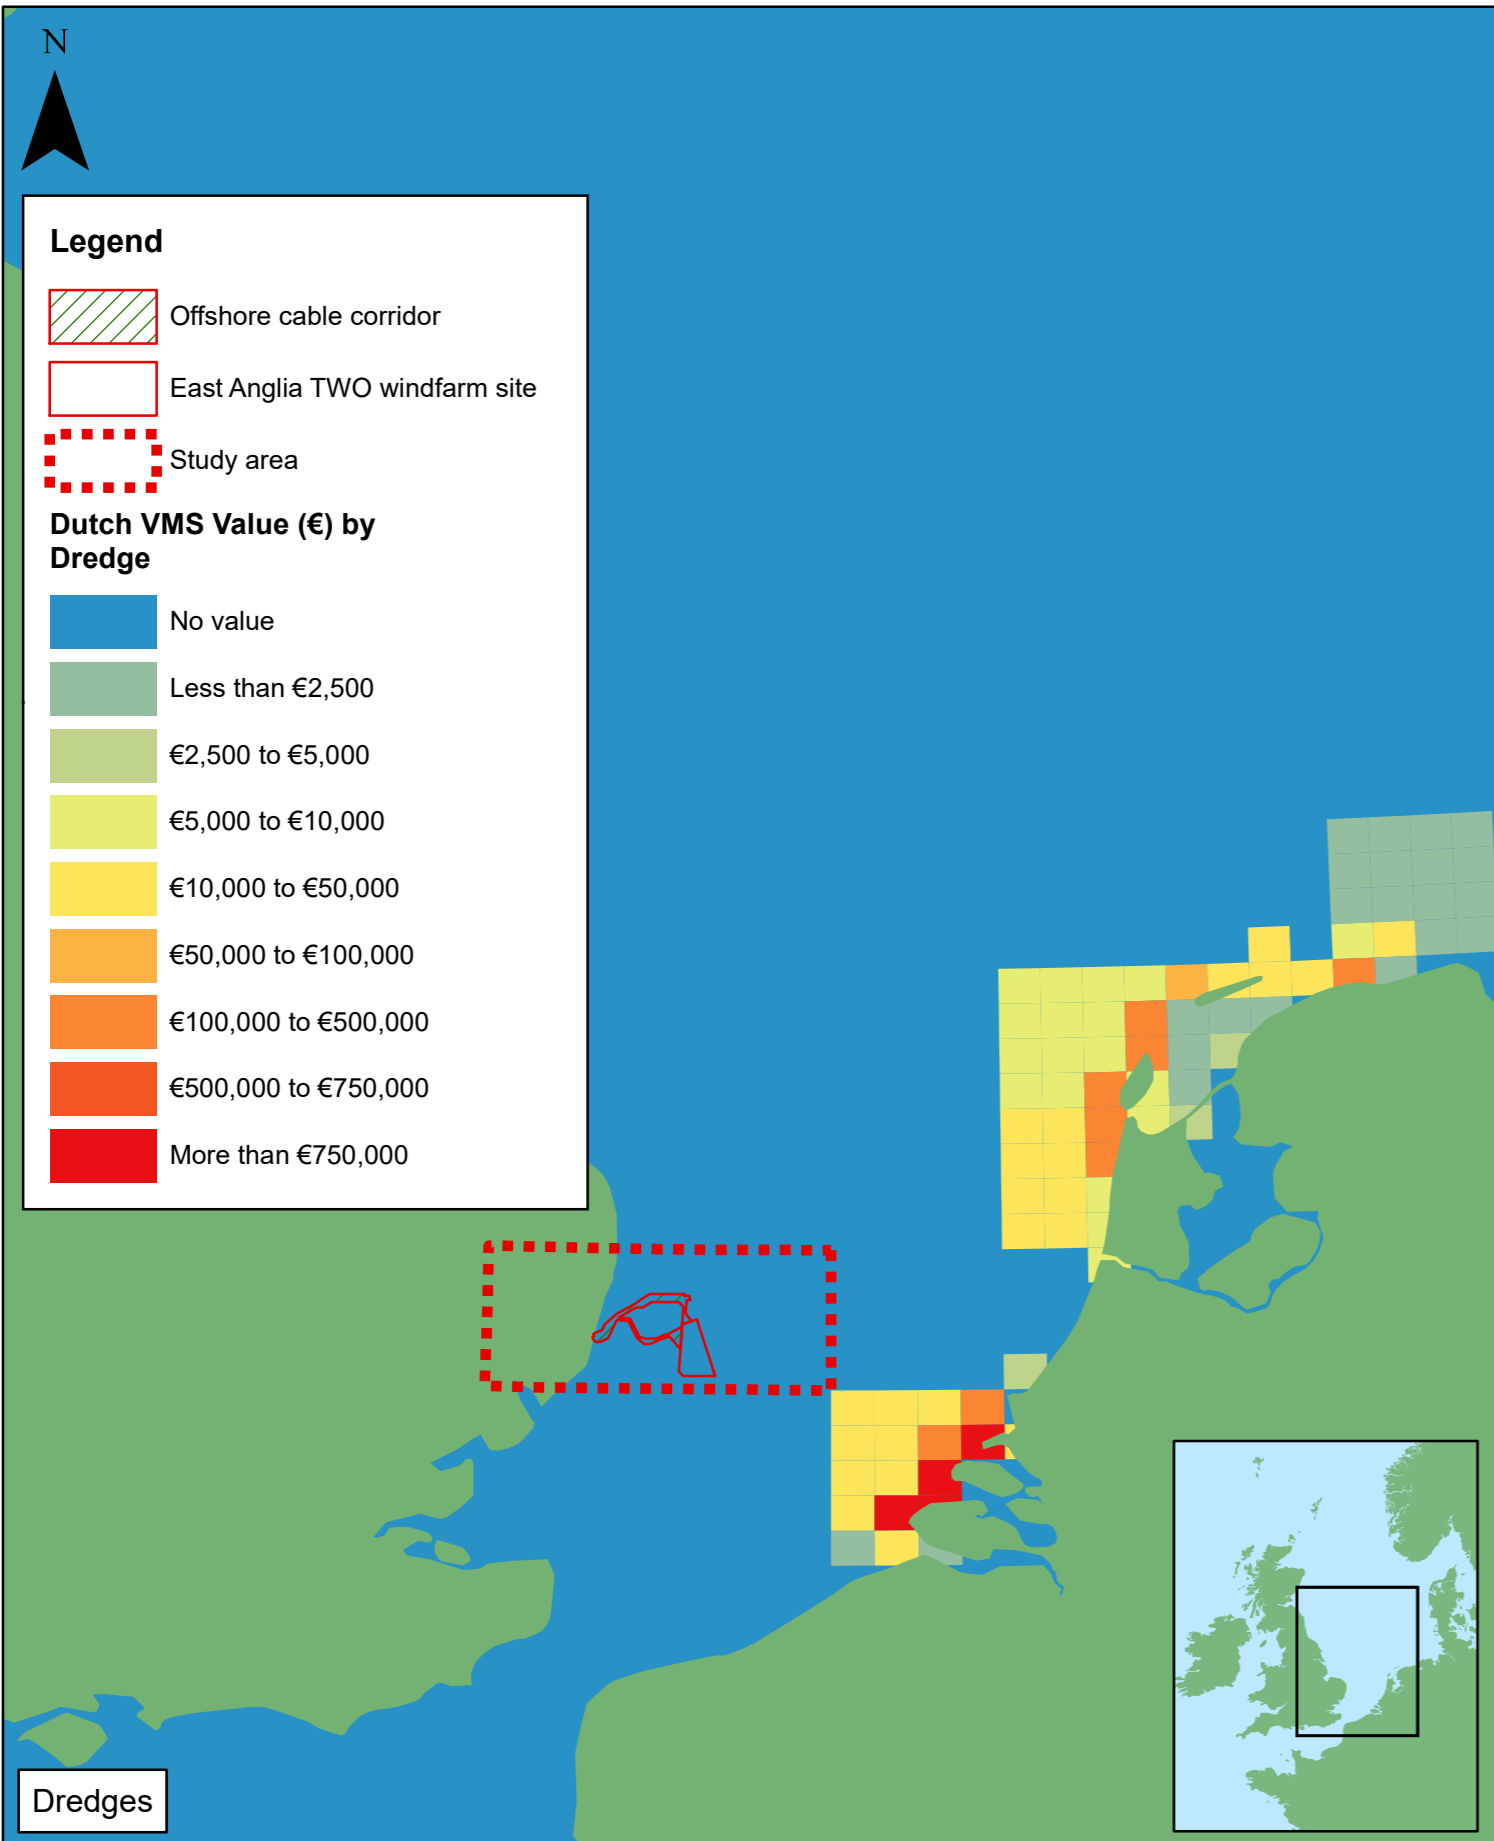 N
Legend
Offshore cable corridor
East Anglia TWO windfarm site
Study area
Dutch VMS Value (€) by
Dredge
No value
Less than €2,500
€2,500 to €5,000
€5,000 to €10,000
€10,000 to €50,000
€50,000 to €100,000
€100,000 to €500,000
€500,000 to €750,000
More than €750,000
Dredges